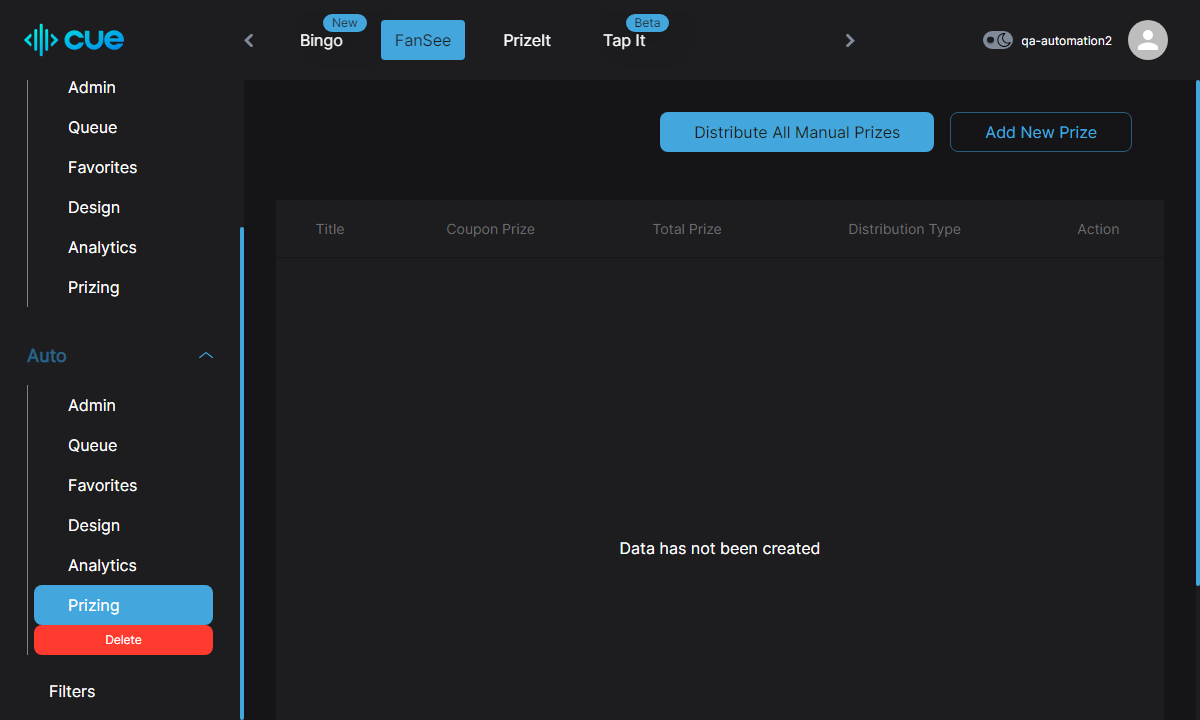 cue
New
Bingo
FanSee
PrizeIt
Beta
Tap It
qa-automation2
Admin
Queue
Favorites
Design
Analytics
Prizing
Auto
Admin
Queue
Favorites
Design
Analytics
Prizing
Delete
Filters
Distribute All Manual Prizes
Add New Prize
Title
Coupon Prize
Total Prize
Distribution Type
Action
Data has not been created